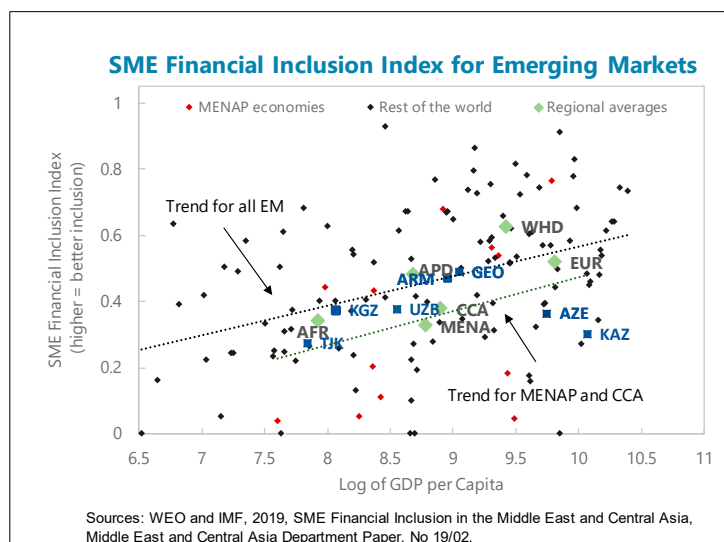 SME Financial Inclusion Index for Emerging Markets
MENAP economies
Rest of the world
Regional averages
SME Financial Inclusion Index
(higher = better inclusion)
1
0.8
0.6
0.4
0.2
0
Trend for all EM
WHD
APD
GEO
EUR
ARM
KGZ
UZB
CCA
AZE
MENA
AFR
KAZ
TJK
Trend for MENAP and CCA
6.5 7 7.5 8 8.5 9 9.5 10 10.5 11
Log of GDP per Capita
Sources: WEO and IMF, 2019, SME Financial Inclusion in the Middle East and Central Asia,
Middle East and Central Asia Department Paper, No 19/02.